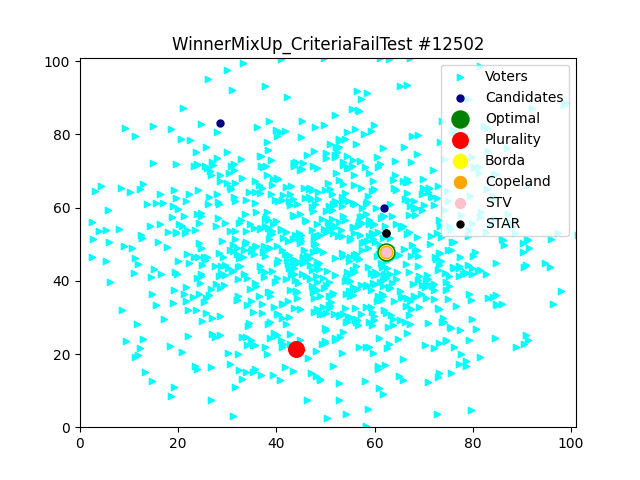 WinnerMixUp_CriteriaFailTest #12502
100
80
60
40
20
0
0 20 40 60 80 100
Voters
Candidates
Optimal
Plurality
Borda
Copeland
STV
STAR